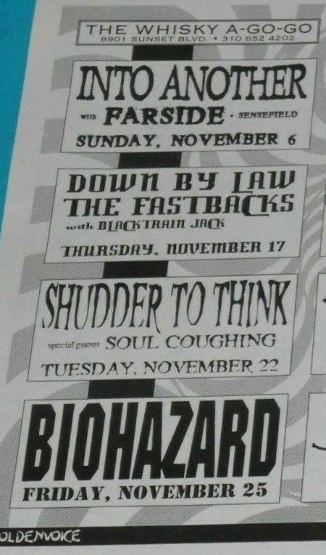 THE WHISKY A-GO-GO
8901 SUNSET BLVD. • 310 652 4202
INTO ANOTHER
with FARSIDE • SENSEFIELD
SUNDAY, NOVEMBER 6
DOWN BY LAW
THE FASTBACKS
with BLACKTRAIN JACK
THURSDAY, NOVEMBER 17
SHUDDER TO THINK
special guests SOUL COUGHING
TUESDAY, NOVEMBER 22
BIOHAZARD
FRIDAY, NOVEMBER 25
OLDENVOICE